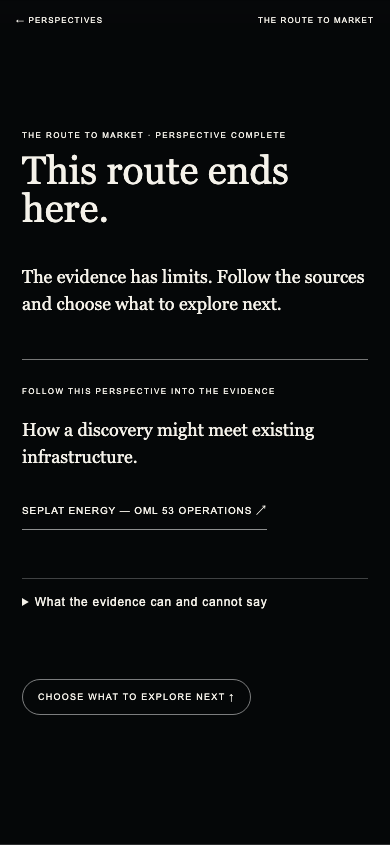 ← PERSPECTIVES
THE ROUTE TO MARKET
THE ROUTE TO MARKET · PERSPECTIVE COMPLETE
This route ends
here.
The evidence has limits. Follow the sources
and choose what to explore next.
FOLLOW THIS PERSPECTIVE INTO THE EVIDENCE
How a discovery might meet existing
infrastructure.
SEPLAT ENERGY — OML 53 OPERATIONS ↗
▶ What the evidence can and cannot say
CHOOSE WHAT TO EXPLORE NEXT ↑